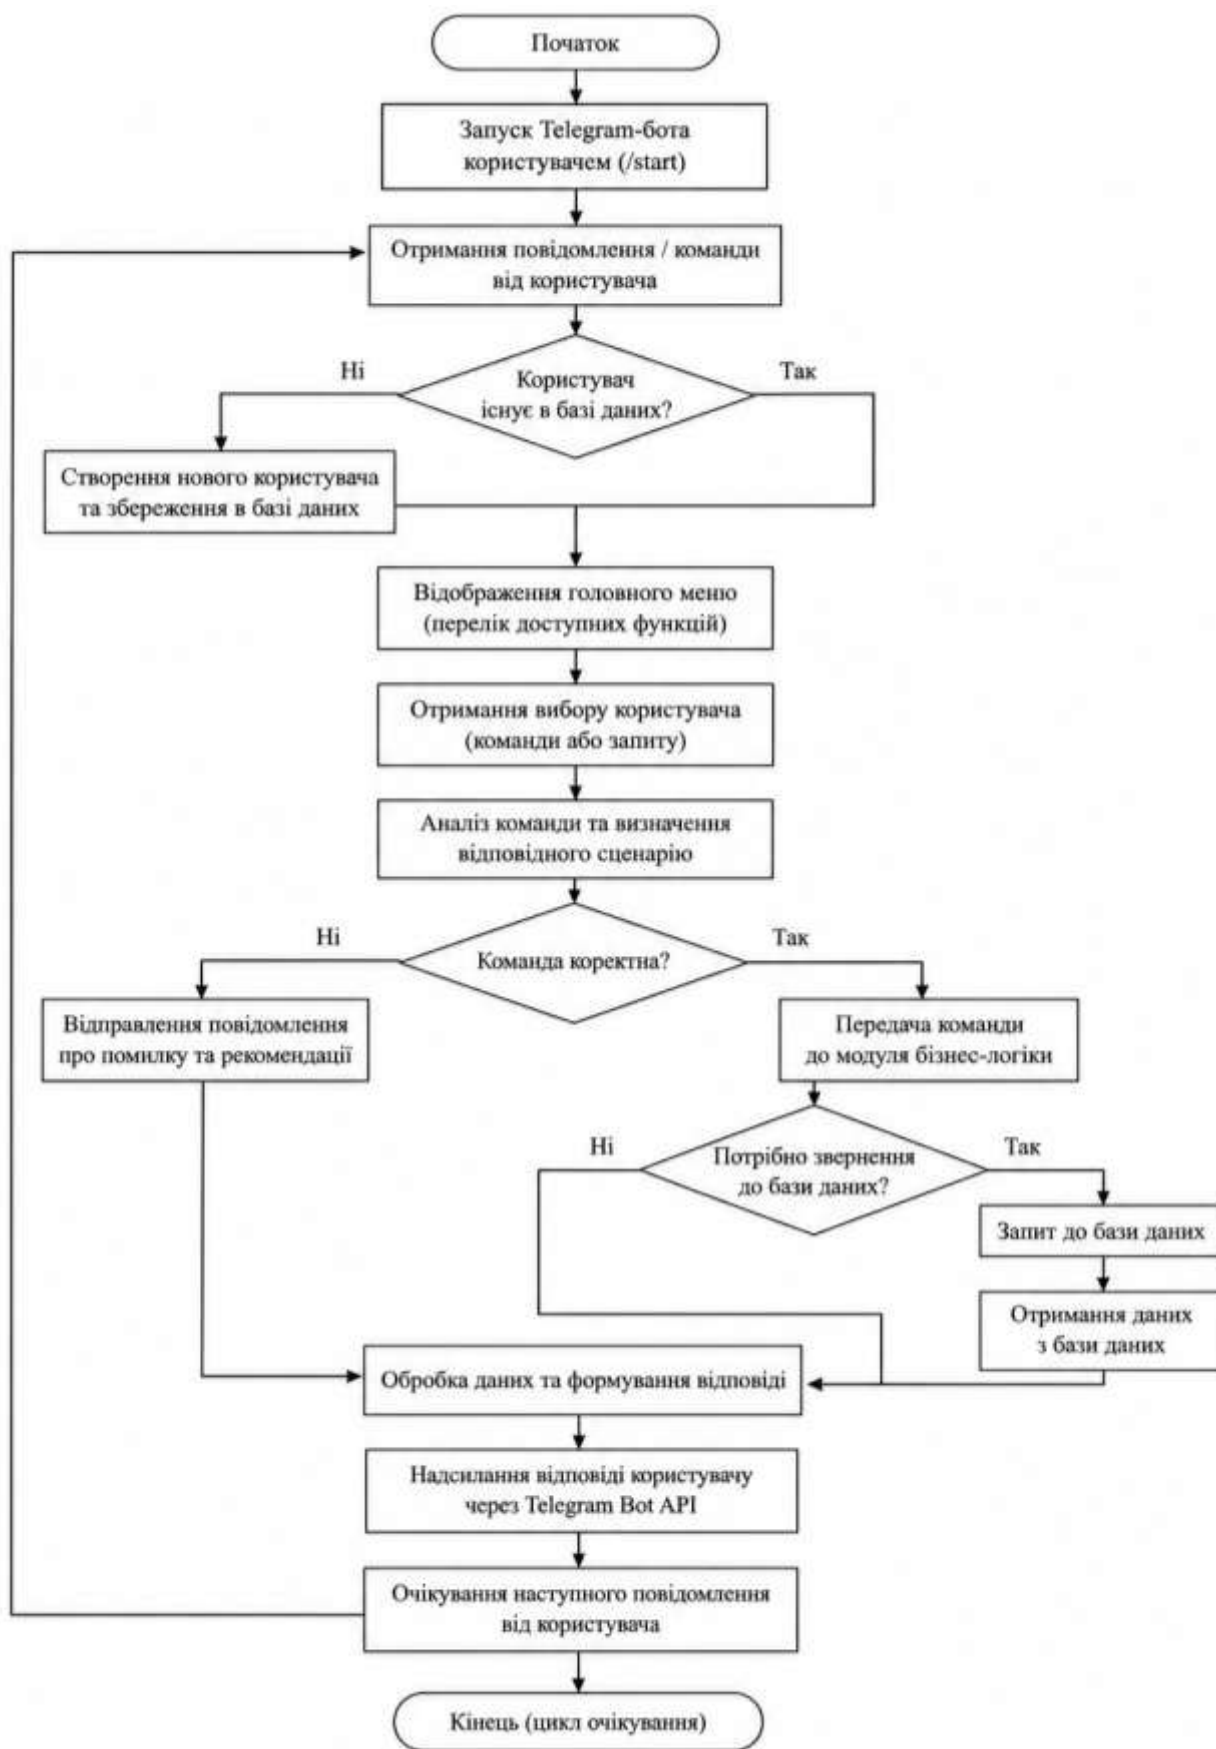 Початок
Запуск Telegram-бота
користувачем (/start)
Отримання повідомлення / команди
від користувача
Ні
Так
Користувач
існує в базі даних?
Створення нового користувача
та збереження в базі даних
Відображення головного меню
(перелік доступних функцій)
Отримання вибору користувача
(команди або запиту)
Аналіз команди та визначення
відповідного сценарію
Ні
Так
Команда коректна?
Відправлення повідомлення
про помилку та рекомендації
Передача команди
до модуля бізнес-логіки
Ні
Так
Потрібно звернення
до бази даних?
Запит до бази даних
Отримання даних
з бази даних
Обробка даних та формування відповіді
Надсилання відповіді користувачу
через Telegram Bot API
Очікування наступного повідомлення
від користувача
Кінець (цикл очікування)